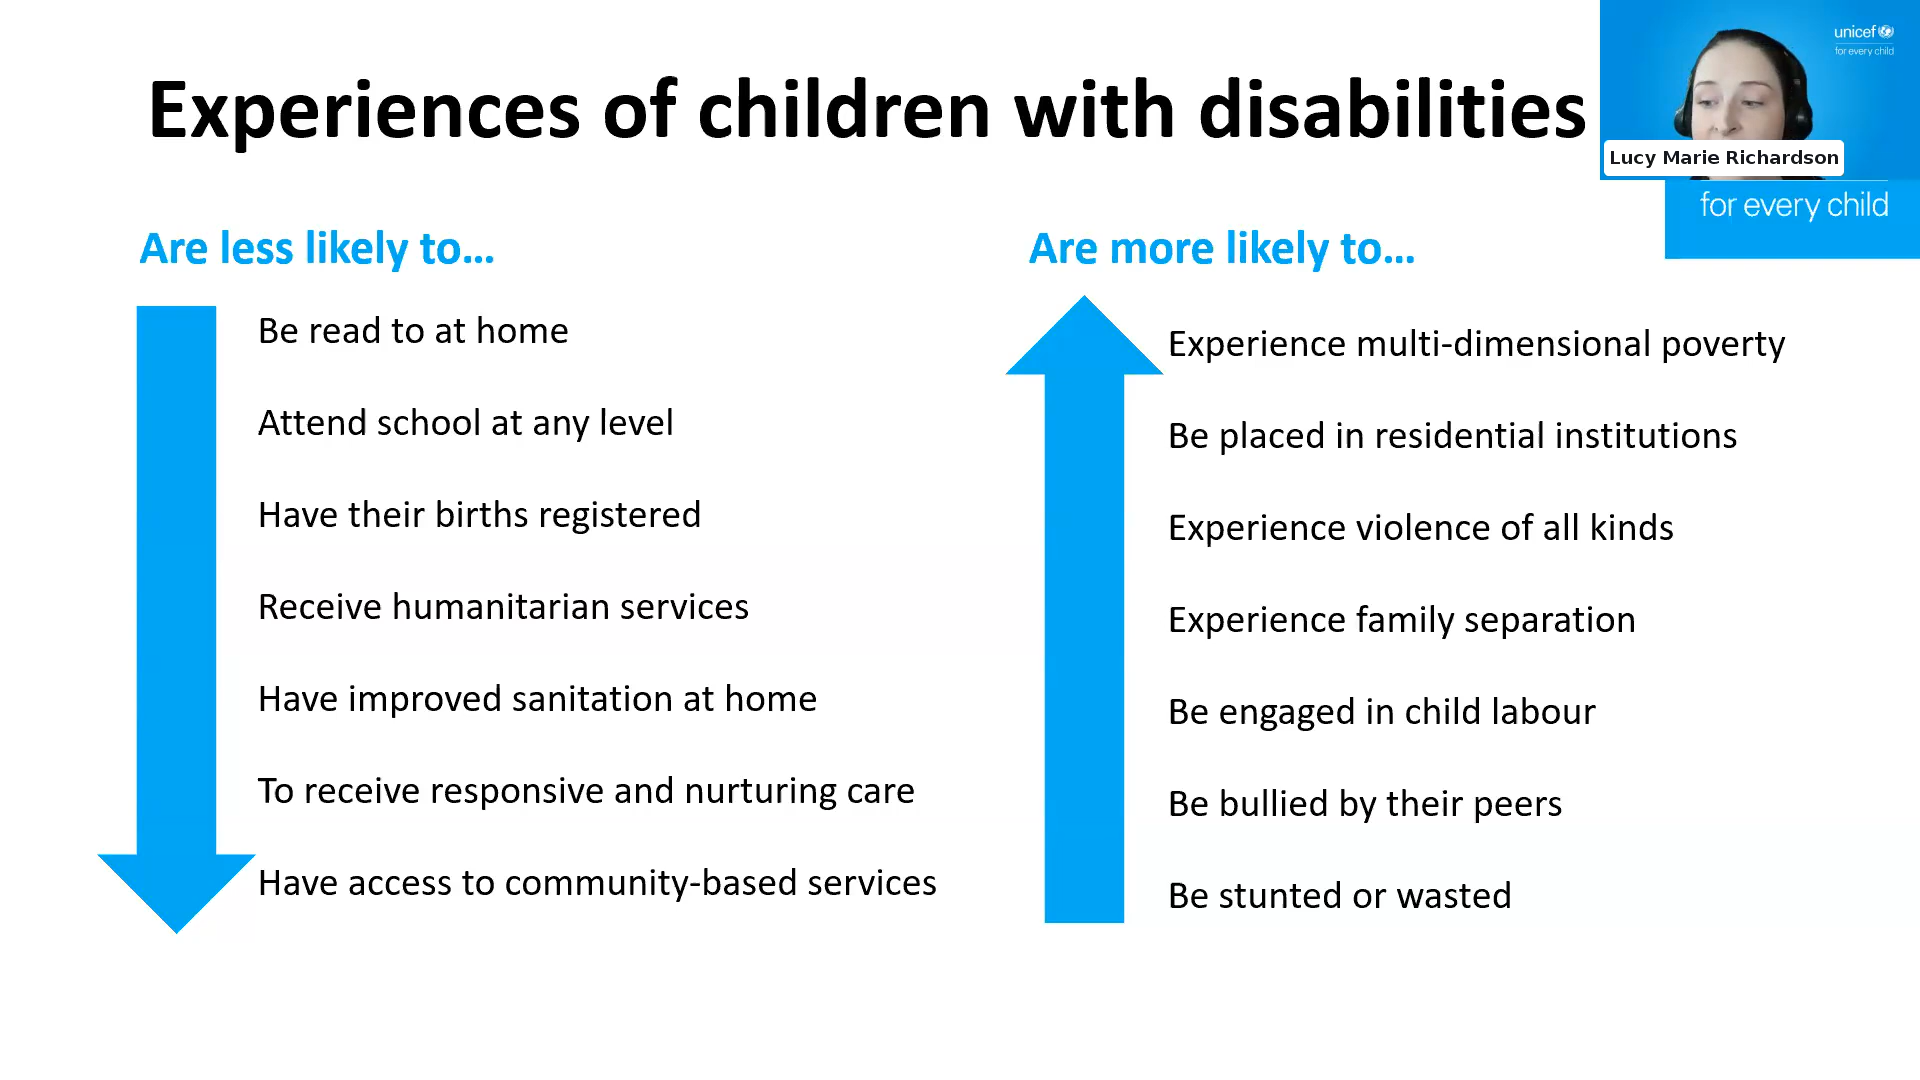 Experiences of children with disabilities
unicef
for every child
Lucy Marie Richardson
for every child
Are less likely to...
Be read to at home
Attend school at any level
Have their births registered
Receive humanitarian services
Have improved sanitation at home
To receive responsive and nurturing care
Have access to community-based services
Are more likely to...
Experience multi-dimensional poverty
Be placed in residential institutions
Experience violence of all kinds
Experience family separation
Be engaged in child labour
Be bullied by their peers
Be stunted or wasted